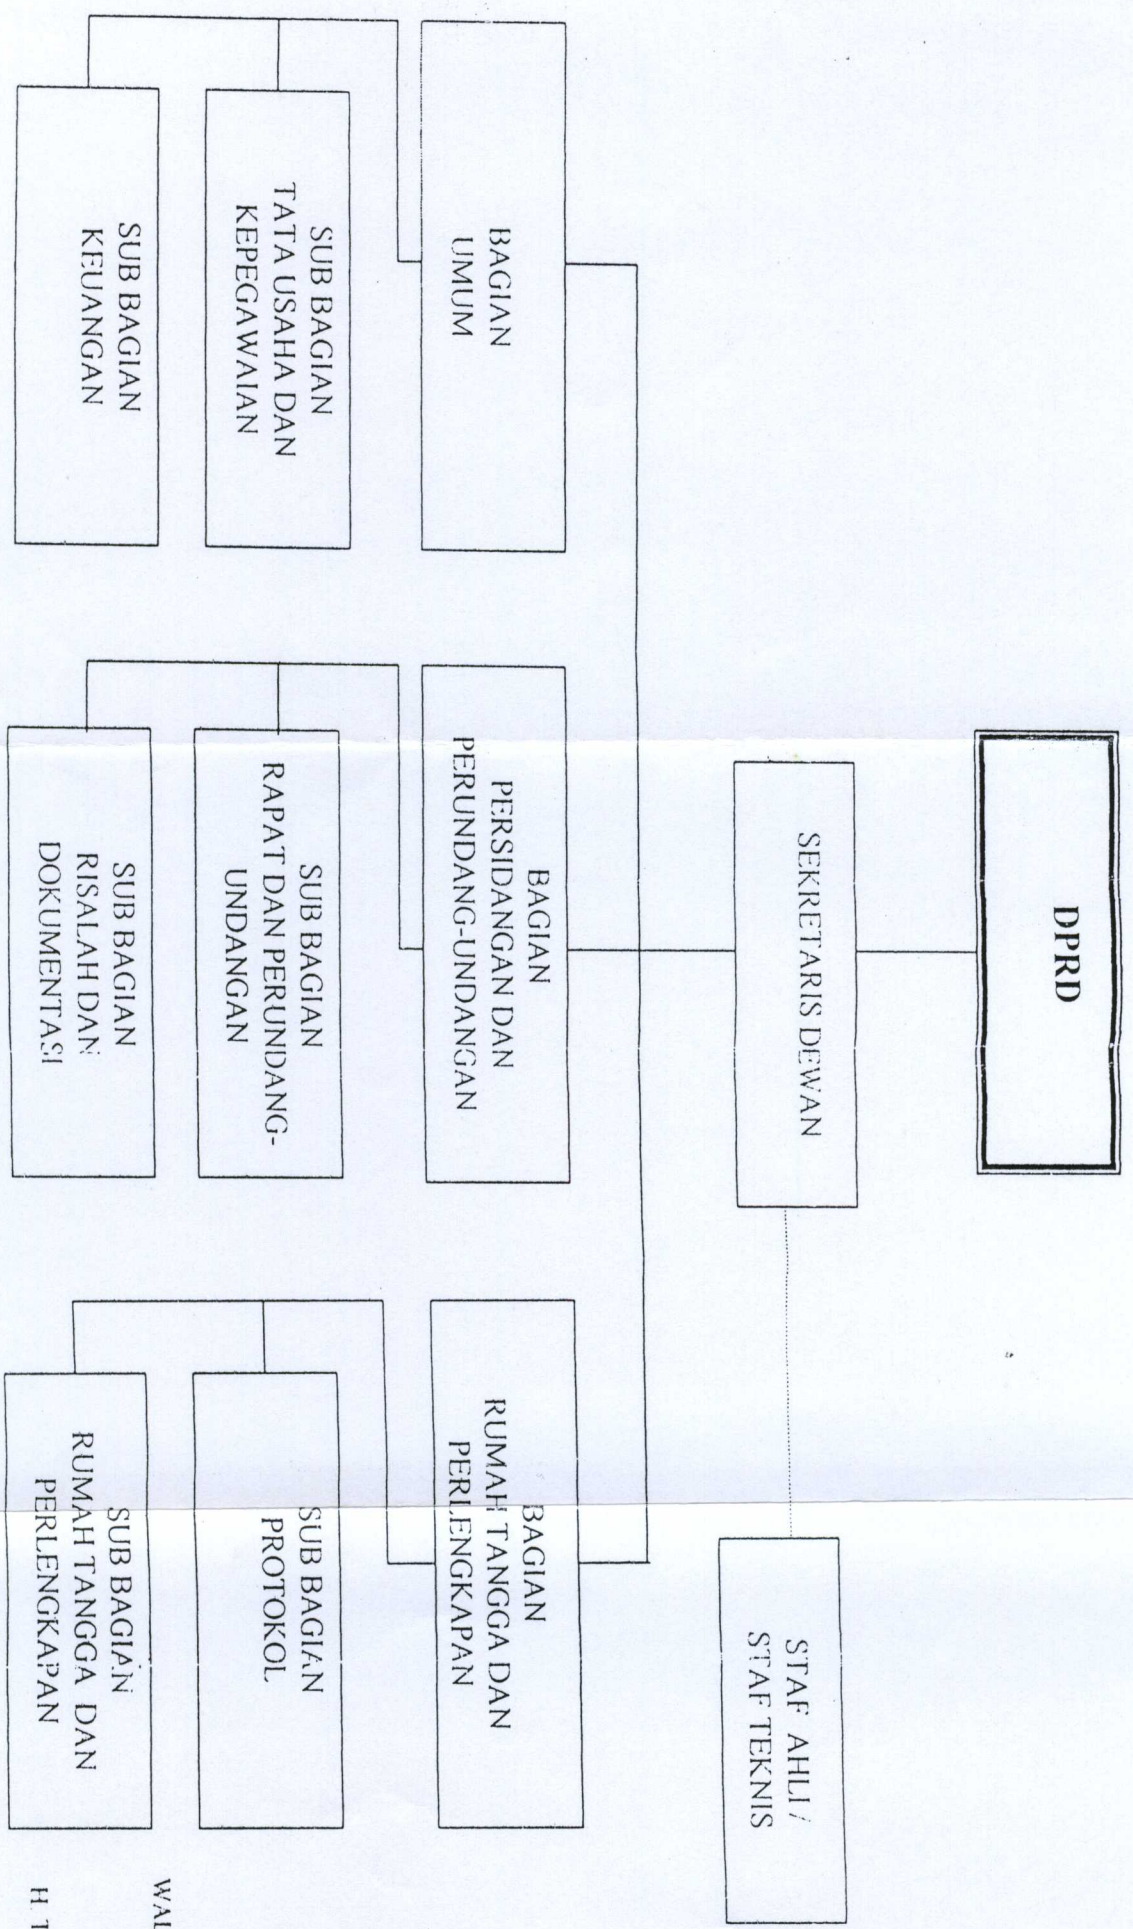 DPRD
SEKRETARIS DEWAN
STAF AHLI /
STAF TEKNIS
BAGIAN
UMUM
BAGIAN
PERSIDANGAN DAN
PERUNDANG-UNDANGAN
BAGIAN
RUMAH TANGGA DAN
PERLENGKAPAN
SUB BAGIAN
TATA USAHA DAN
KEPEGAWAIAN
SUB BAGIAN
RAPAT DAN PERUNDANG-
UNDANGAN
SUB BAGIAN
PROTOKOL
SUB BAGIAN
KEUANGAN
SUB BAGIAN
RISALAH DAN
DOKUMENTASI
SUB BAGIAN
RUMAH TANGGA DAN
PERLENGKAPAN
H.